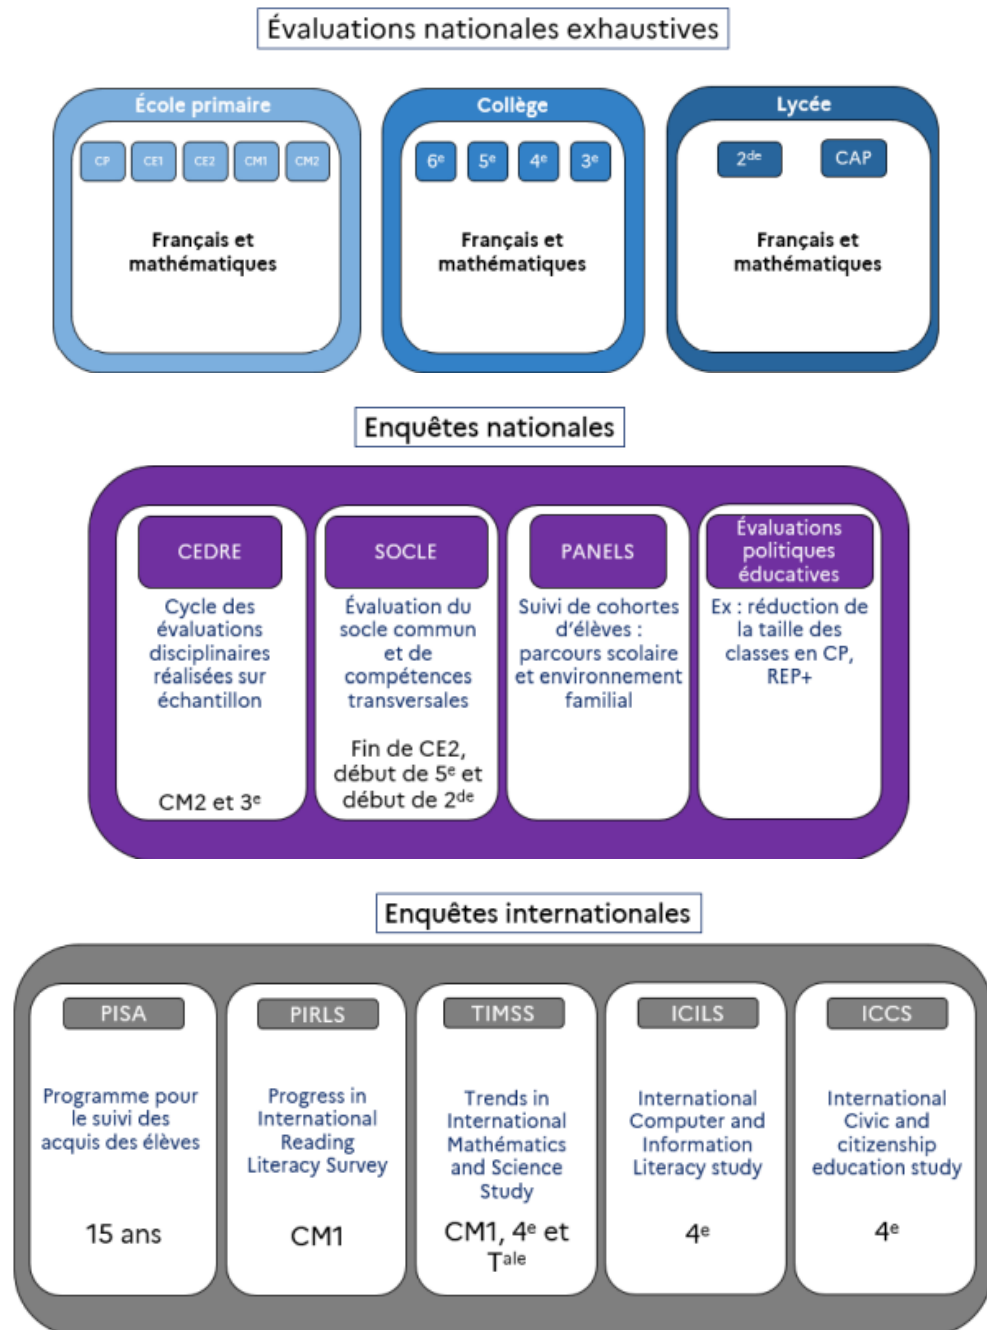 Évaluations nationales exhaustives
École primaire
CP CE1 CE2 CM1 CM2
Français et
mathématiques
Collège
6e 5e 4e 3e
Français et
mathématiques
Lycée
2de CAP
Français et
mathématiques
Enquêtes nationales
CEDRE
Cycle des
évaluations
disciplinaires
réalisées sur
échantillon
CM2 et 3e
SOCLE
Évaluation du
socle commun
et de
compétences
transversales
Fin de CE2,
début de 5e et
début de 2de
PANELS
Suivi de cohortes
d'élèves :
parcours scolaire
et environnement
familial
Évaluations
politiques
éducatives
Ex : réduction de
la taille des
classes en CP,
REP+
Enquêtes internationales
PISA
Programme pour
le suivi des
acquis des élèves
15 ans
PIRLS
Progress in
International
Reading
Literacy Survey
CM1
TIMSS
Trends in
International
Mathématics
and Science
Study
CM1, 4e et
Tale
ICILS
International
Computer and
Information
Literacy study
4e
ICCS
International
Civic and
citizenship
education study
4e